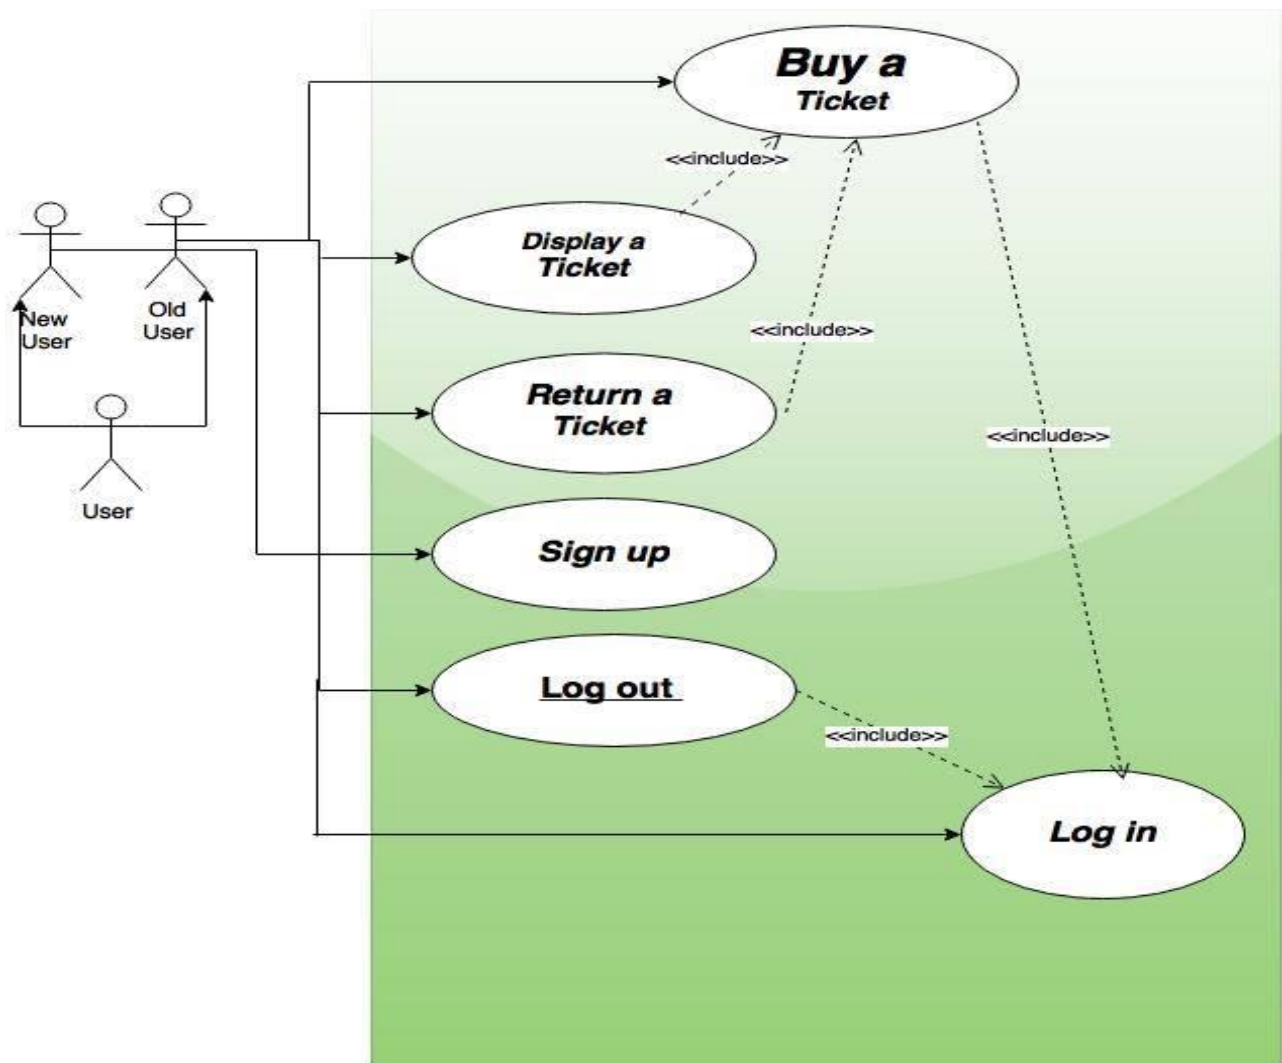 Buy a
Ticket
<<include>>
Display a
Ticket
New
User
Old
User
<<include>>
Return a
Ticket
<<include>>
User
Sign up
Log out
<<include>>
Log in